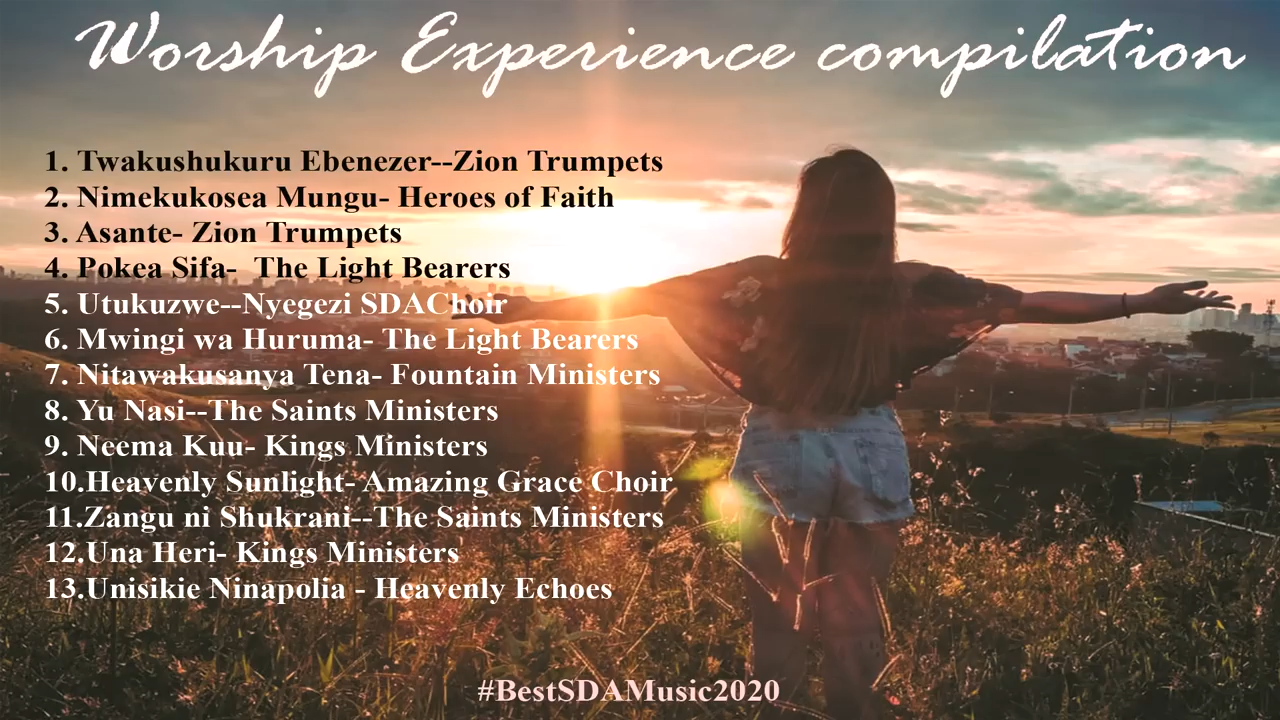 Worship Experience compilation
1. Twakushukuru Ebenezer--Zion Trumpets
2. Nimekukosea Mungu- Heroes of Faith
3. Asante- Zion Trumpets
4. Pokea Sifa-  The Light Bearers
5. Utukuzwe--Nyegezi SDAChoir
6. Mwingi wa Huruma- The Light Bearers
7. Nitawakusanya Tena- Fountain Ministers
8. Yu Nasi--The Saints Ministers
9. Neema Kuu- Kings Ministers
10.Heavenly Sunlight- Amazing Grace Choir
11.Zangu ni Shukrani--The Saints Ministers
12.Una Heri- Kings Ministers
13.Unisikie Ninapolia - Heavenly Echoes
#BestSDAMusic2020